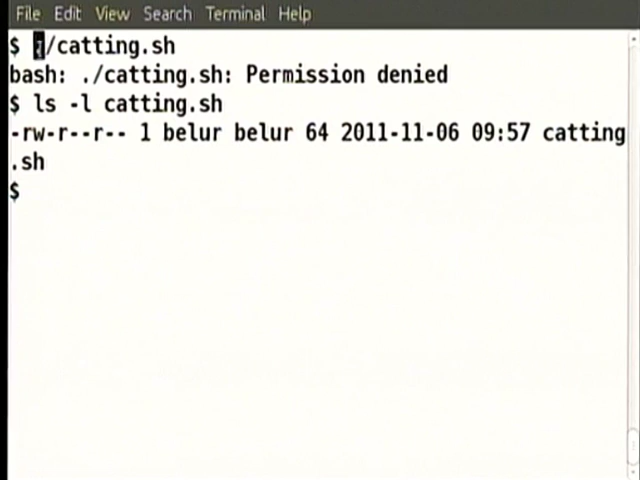 File Edit View Search Terminal Help
$ ./catting.sh
bash: ./catting.sh: Permission denied
$ ls -l catting.sh
-rw-r--r-- 1 belur belur 64 2011-11-06 09:57 catting
.sh
$